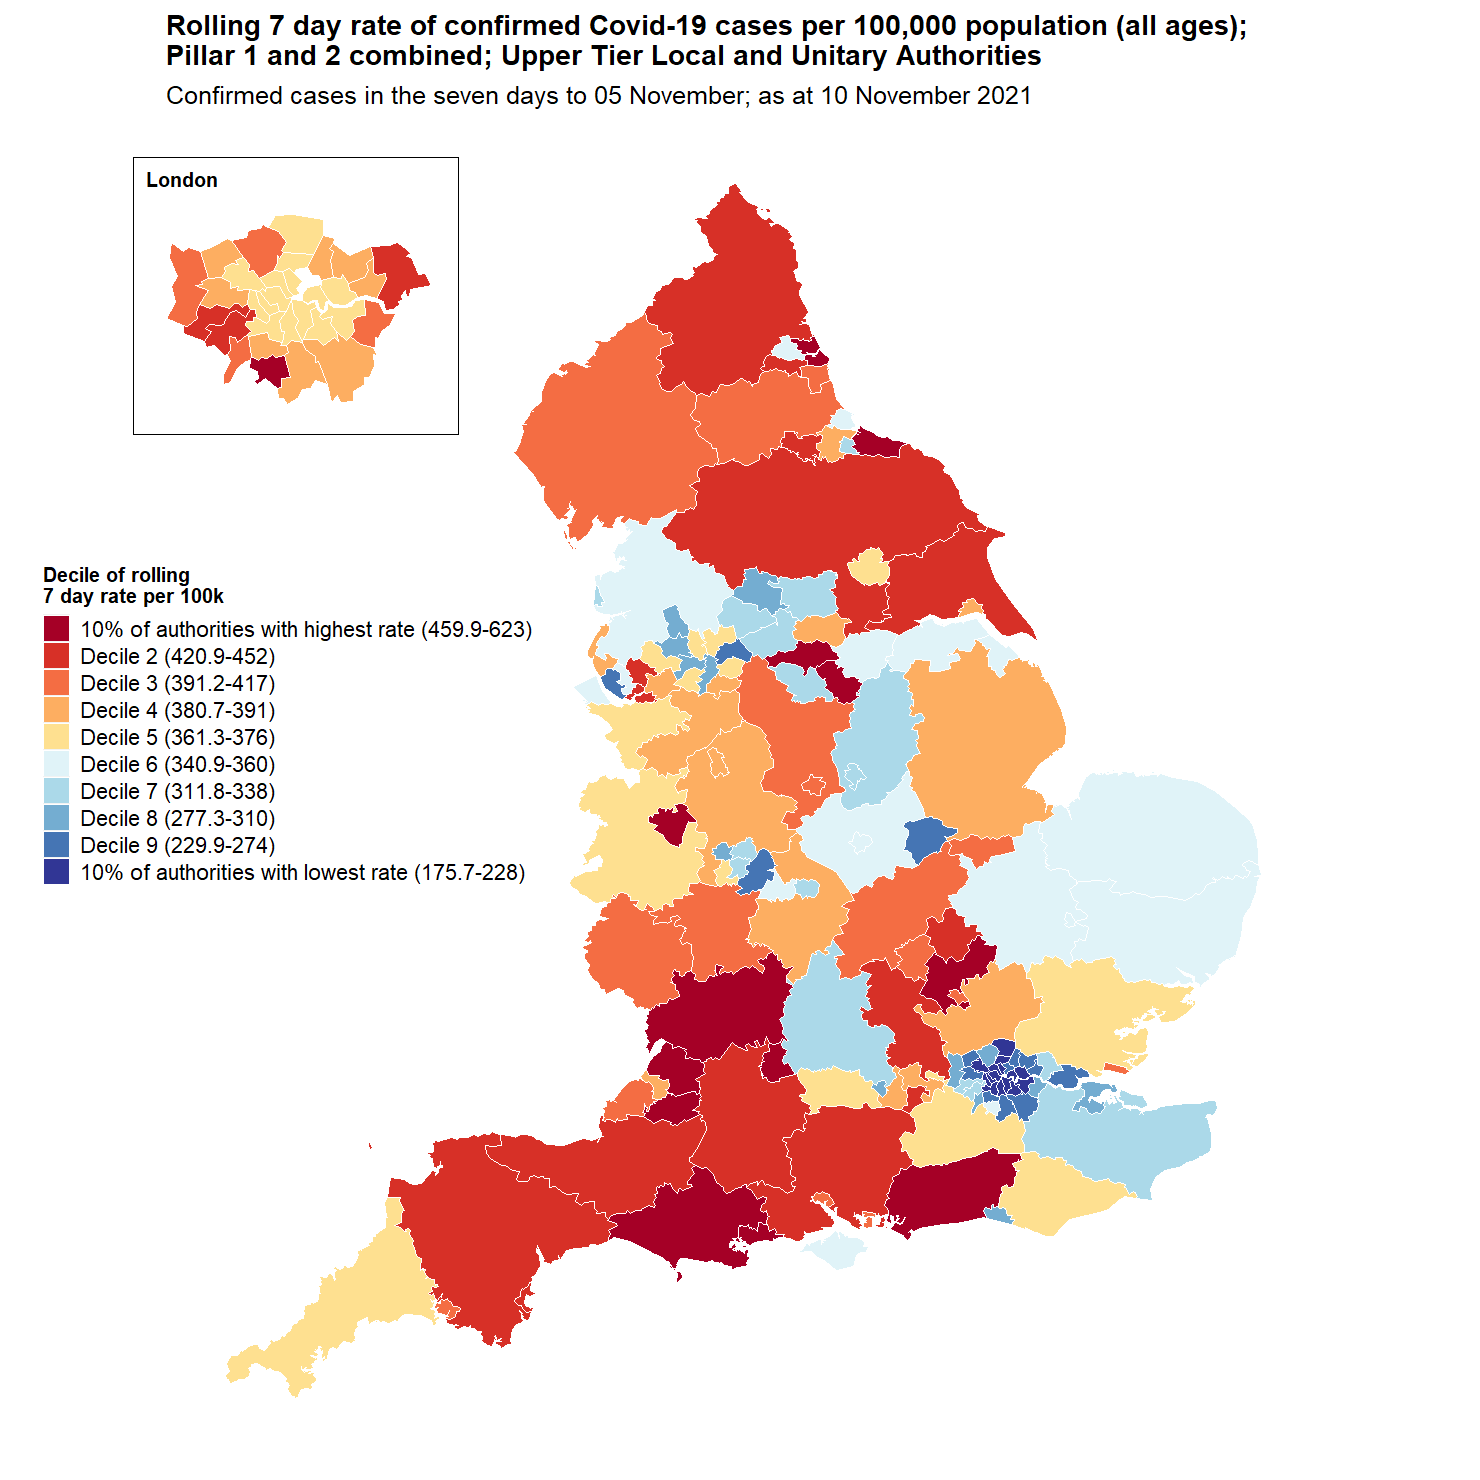 Rolling 7 day rate of confirmed Covid-19 cases per 100,000 population (all ages);
Pillar 1 and 2 combined; Upper Tier Local and Unitary Authorities
Confirmed cases in the seven days to 05 November; as at 10 November 2021
London
Decile of rolling
7 day rate per 100k
10% of authorities with highest rate (459.9-623)
Decile 2 (420.9-452)
Decile 3 (391.2-417)
Decile 4 (380.7-391)
Decile 5 (361.3-376)
Decile 6 (340.9-360)
Decile 7 (311.8-338)
Decile 8 (277.3-310)
Decile 9 (229.9-274)
10% of authorities with lowest rate (175.7-228)